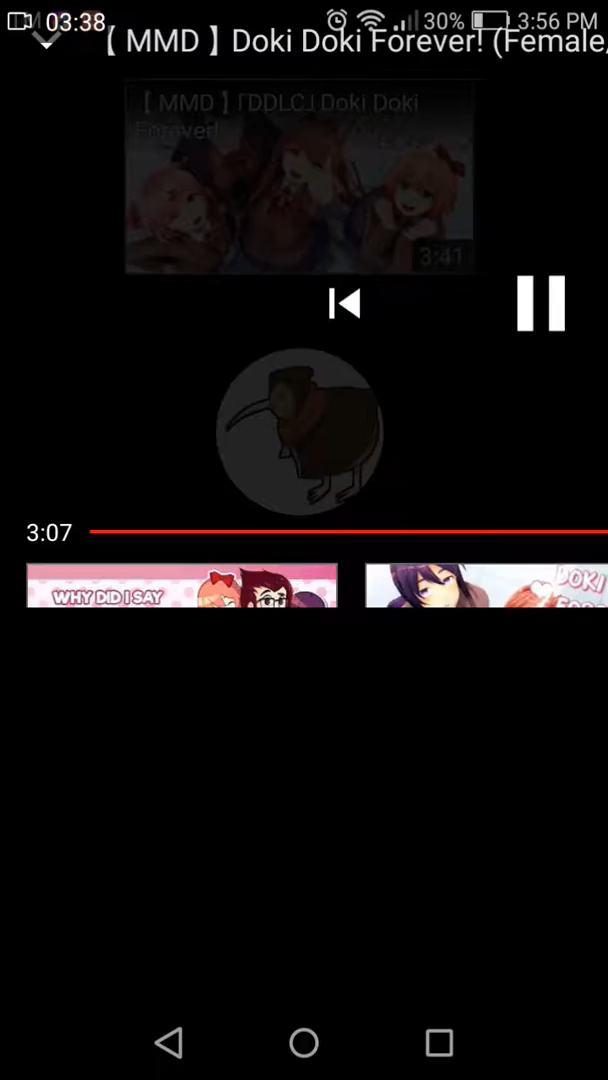 03:38
30% 3:56 PM
【 MMD 】Doki Doki Forever! (Female
【 MMD 】「DDLC」 Doki Doki
Forever!
3:41
3:07
WHY DID I SAY
DOKI